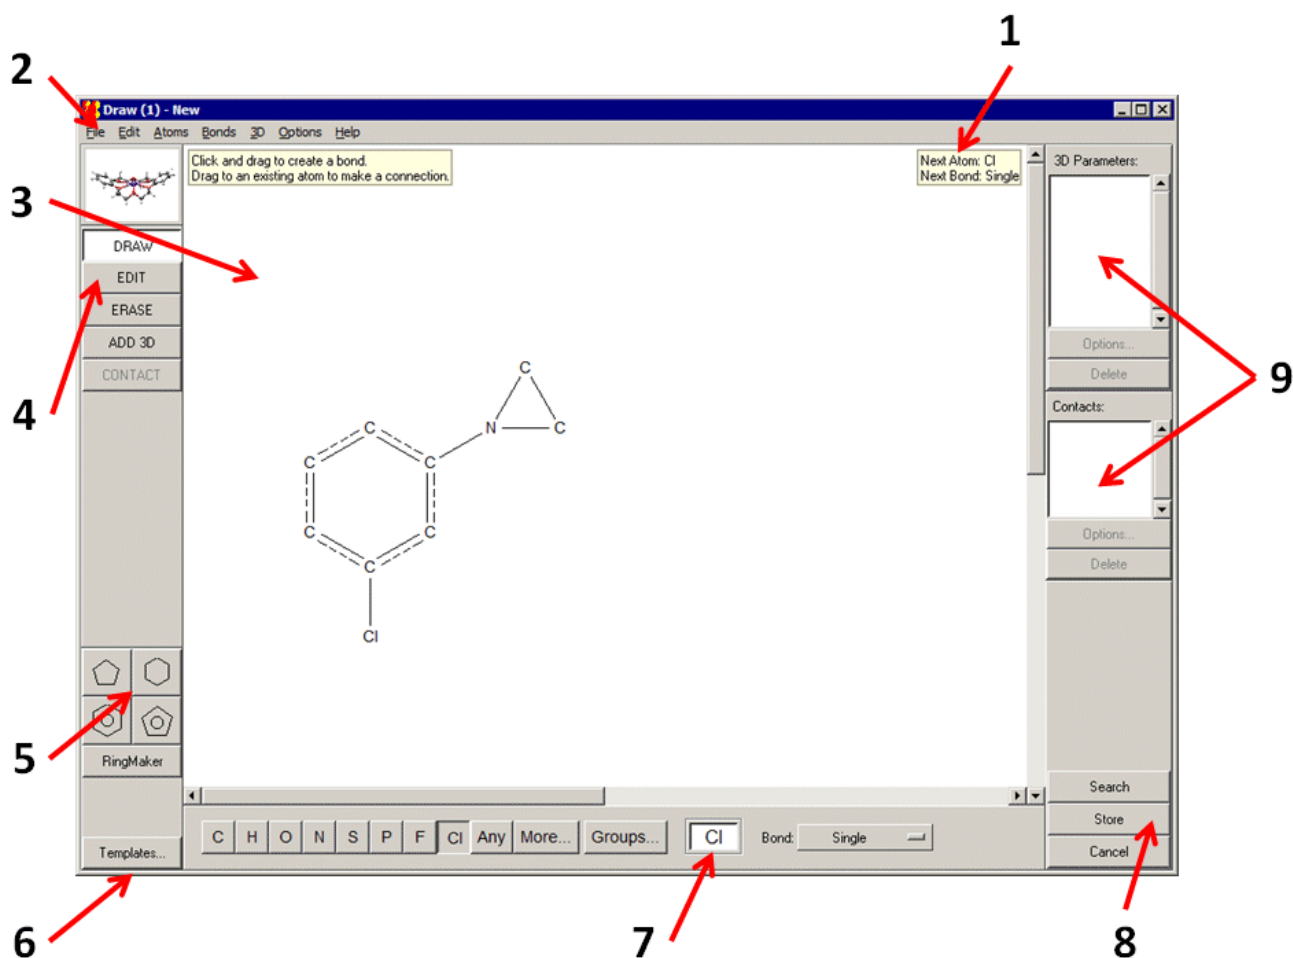 1
2
Draw (1) - New
File Edit Atoms Bonds 3D Options Help
Click and drag to create a bond.
Drag to an existing atom to make a connection.
Next Atom: Cl
Next Bond: Single
3D Parameters:
3
DRAW
EDIT
ERASE
ADD 3D
CONTACT
4
Options...
Delete
9
Contacts:
C
C N C
C C
C C
C
Cl
Options...
Delete
5
RingMaker
Search
Store
Cancel
C H O N S P F Cl Any More... Groups... Cl Bond: Single
Templates...
6
7
8